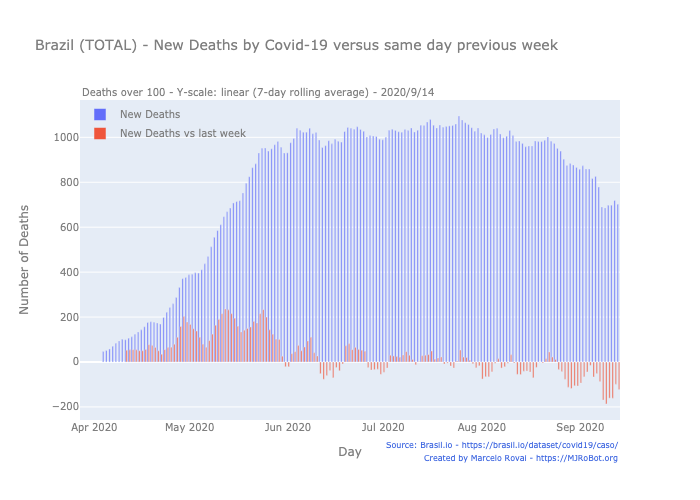 Brazil (TOTAL) - New Deaths by Covid-19 versus same day previous week
Deaths over 100 - Y-scale: linear (7-day rolling average) - 2020/9/14
New Deaths
New Deaths vs last week
1000
800
600
400
200
0
−200
Number of Deaths
Apr 2020
May 2020
Jun 2020
Jul 2020
Aug 2020
Sep 2020
Day
Source: Brasil.io - https://brasil.io/dataset/covid19/caso/
Created by Marcelo Rovai - https://MJRoBot.org